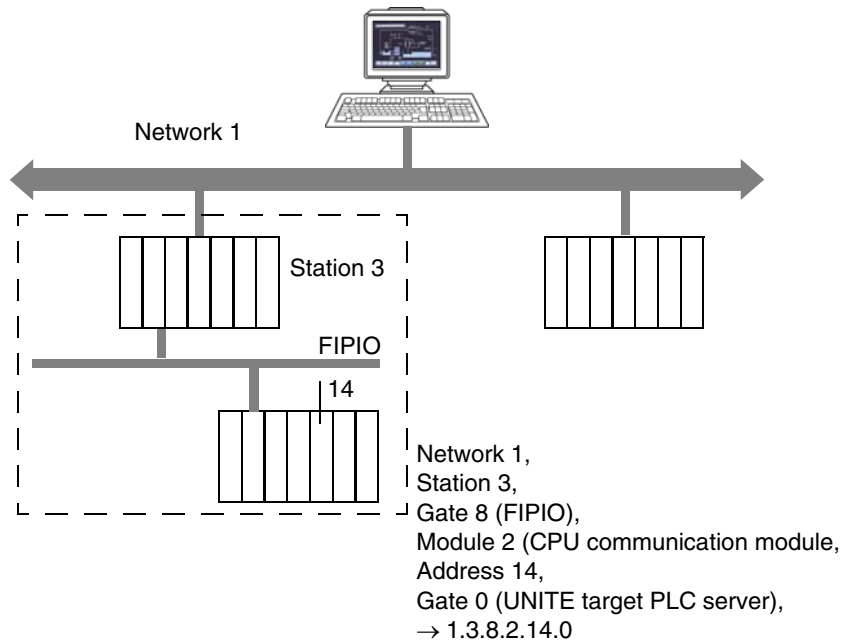 Network 1
Station 3
FIPIO
14
Network 1,
Station 3,
Gate 8 (FIPIO),
Module 2 (CPU communication module,
Address 14,
Gate 0 (UNITE target PLC server),
→ 1.3.8.2.14.0